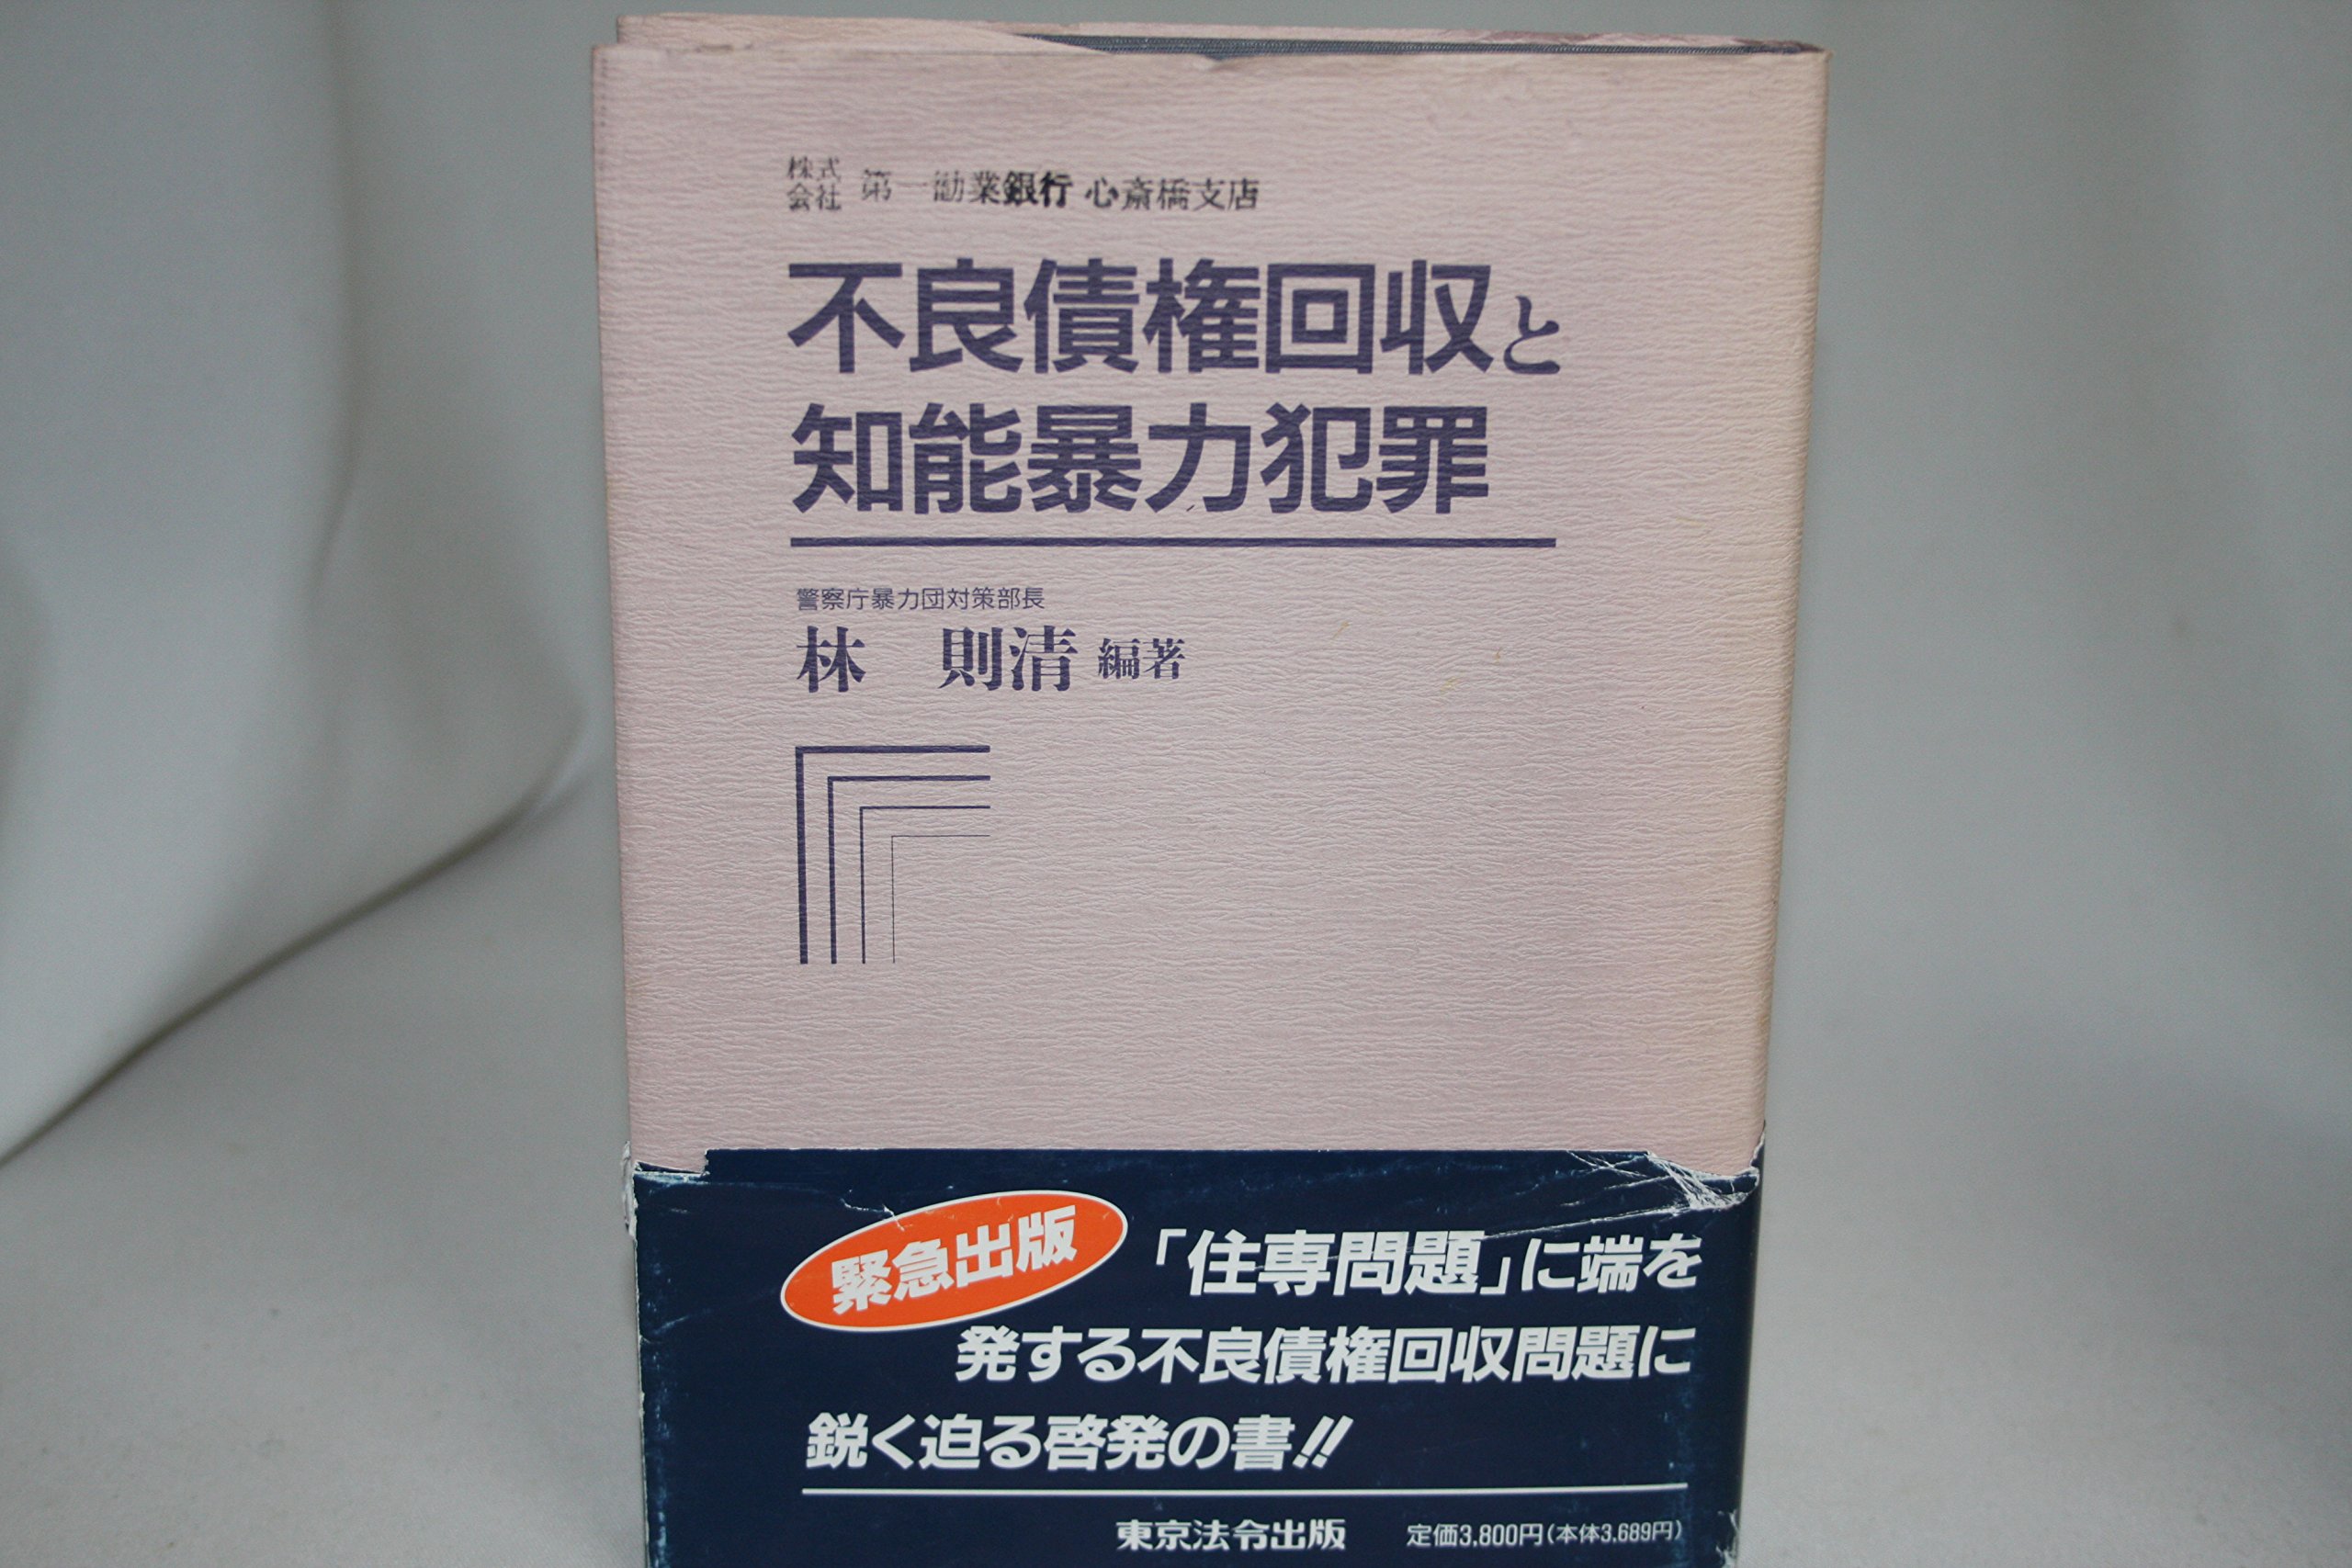 株式会社 第一勧業銀行 心斎橋支店
不良債権回収と
知能暴力犯罪
警察庁暴力団対策部長
林 則清 編著
緊急出版
「住専問題」に端を
発する不良債権回収問題に
鋭く迫る啓発の書!!
東京法令出版 定価3,800円(本体3,689円)